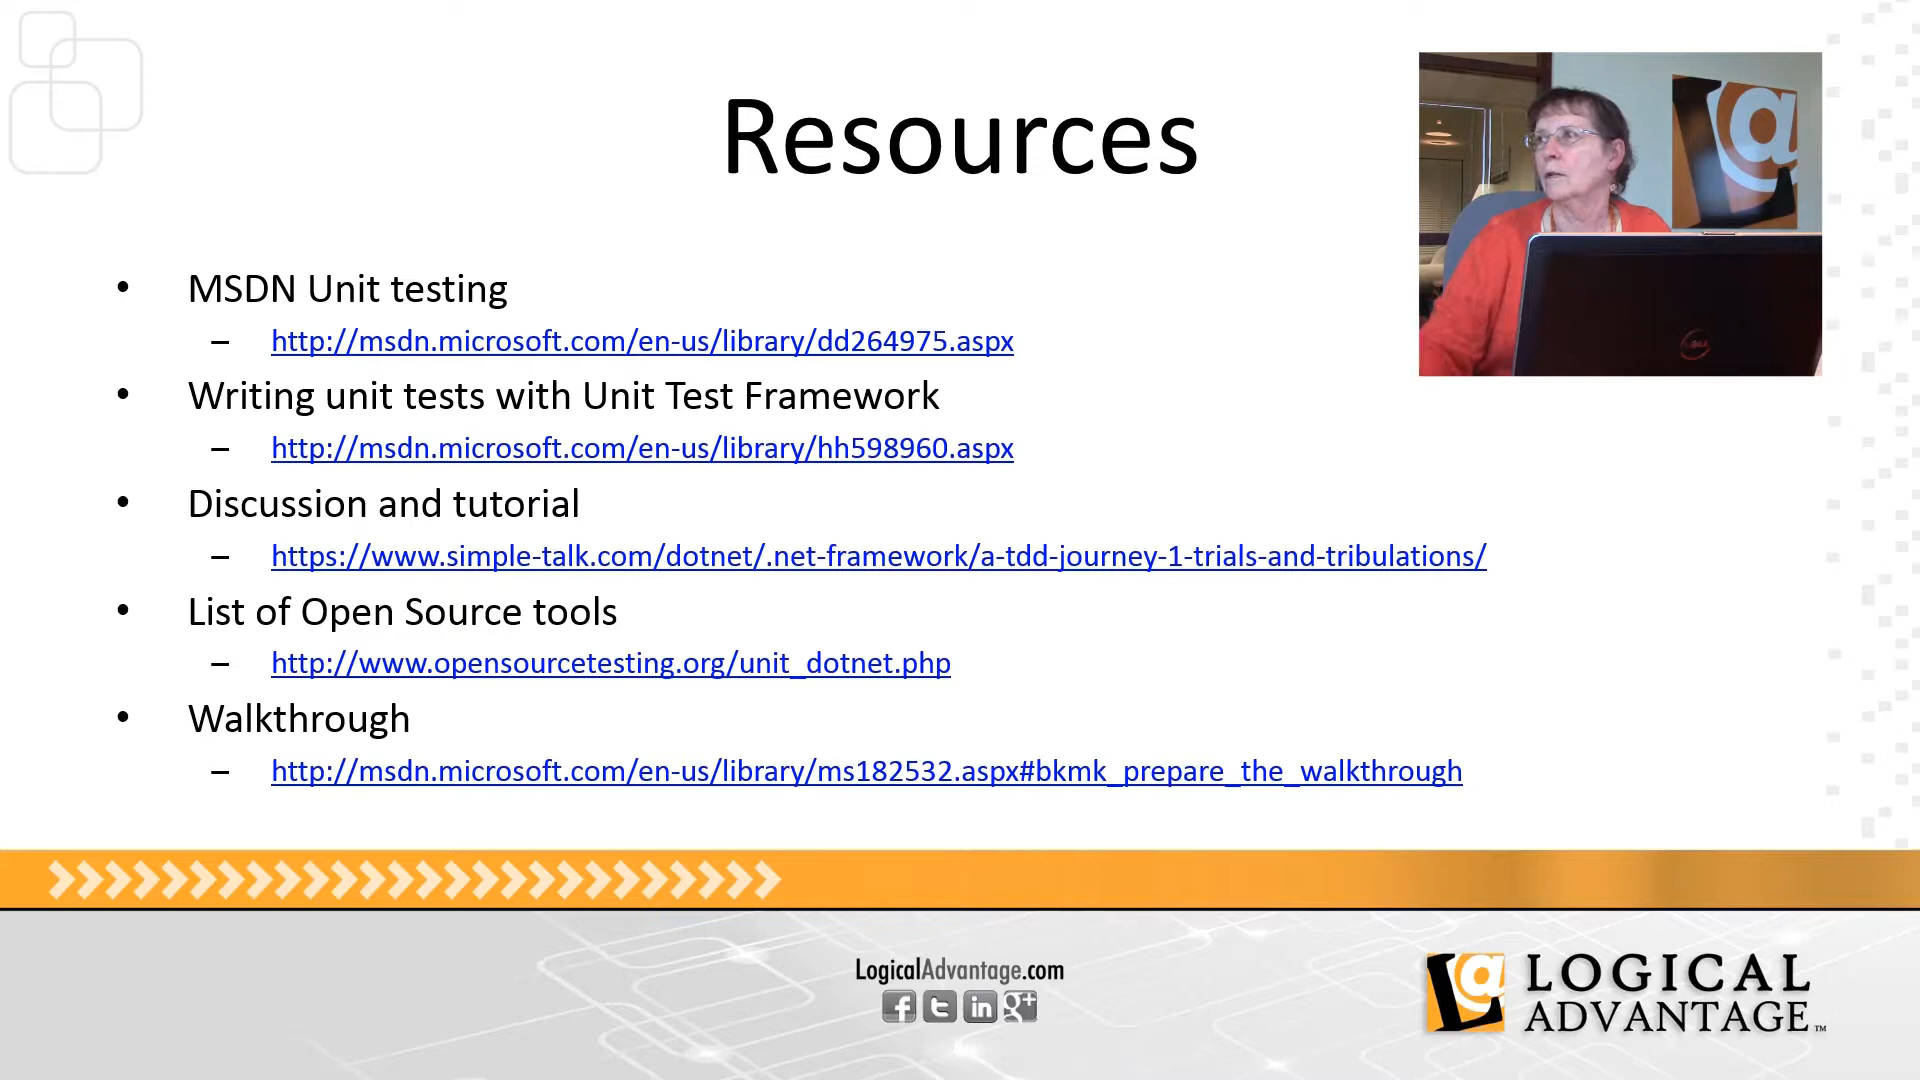 Resources
• MSDN Unit testing
– http://msdn.microsoft.com/en-us/library/dd264975.aspx
• Writing unit tests with Unit Test Framework
– http://msdn.microsoft.com/en-us/library/hh598960.aspx
• Discussion and tutorial
– https://www.simple-talk.com/dotnet/.net-framework/a-tdd-journey-1-trials-and-tribulations/
• List of Open Source tools
– http://www.opensourcetesting.org/unit_dotnet.php
• Walkthrough
– http://msdn.microsoft.com/en-us/library/ms182532.aspx#bkmk_prepare_the_walkthrough
LogicalAdvantage.com
LOGICAL
ADVANTAGE™
DELL